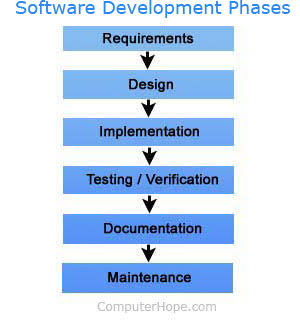 Software Development Phases
Requirements
Design
Implementation
Testing / Verification
Documentation
Maintenance
ComputerHope.com